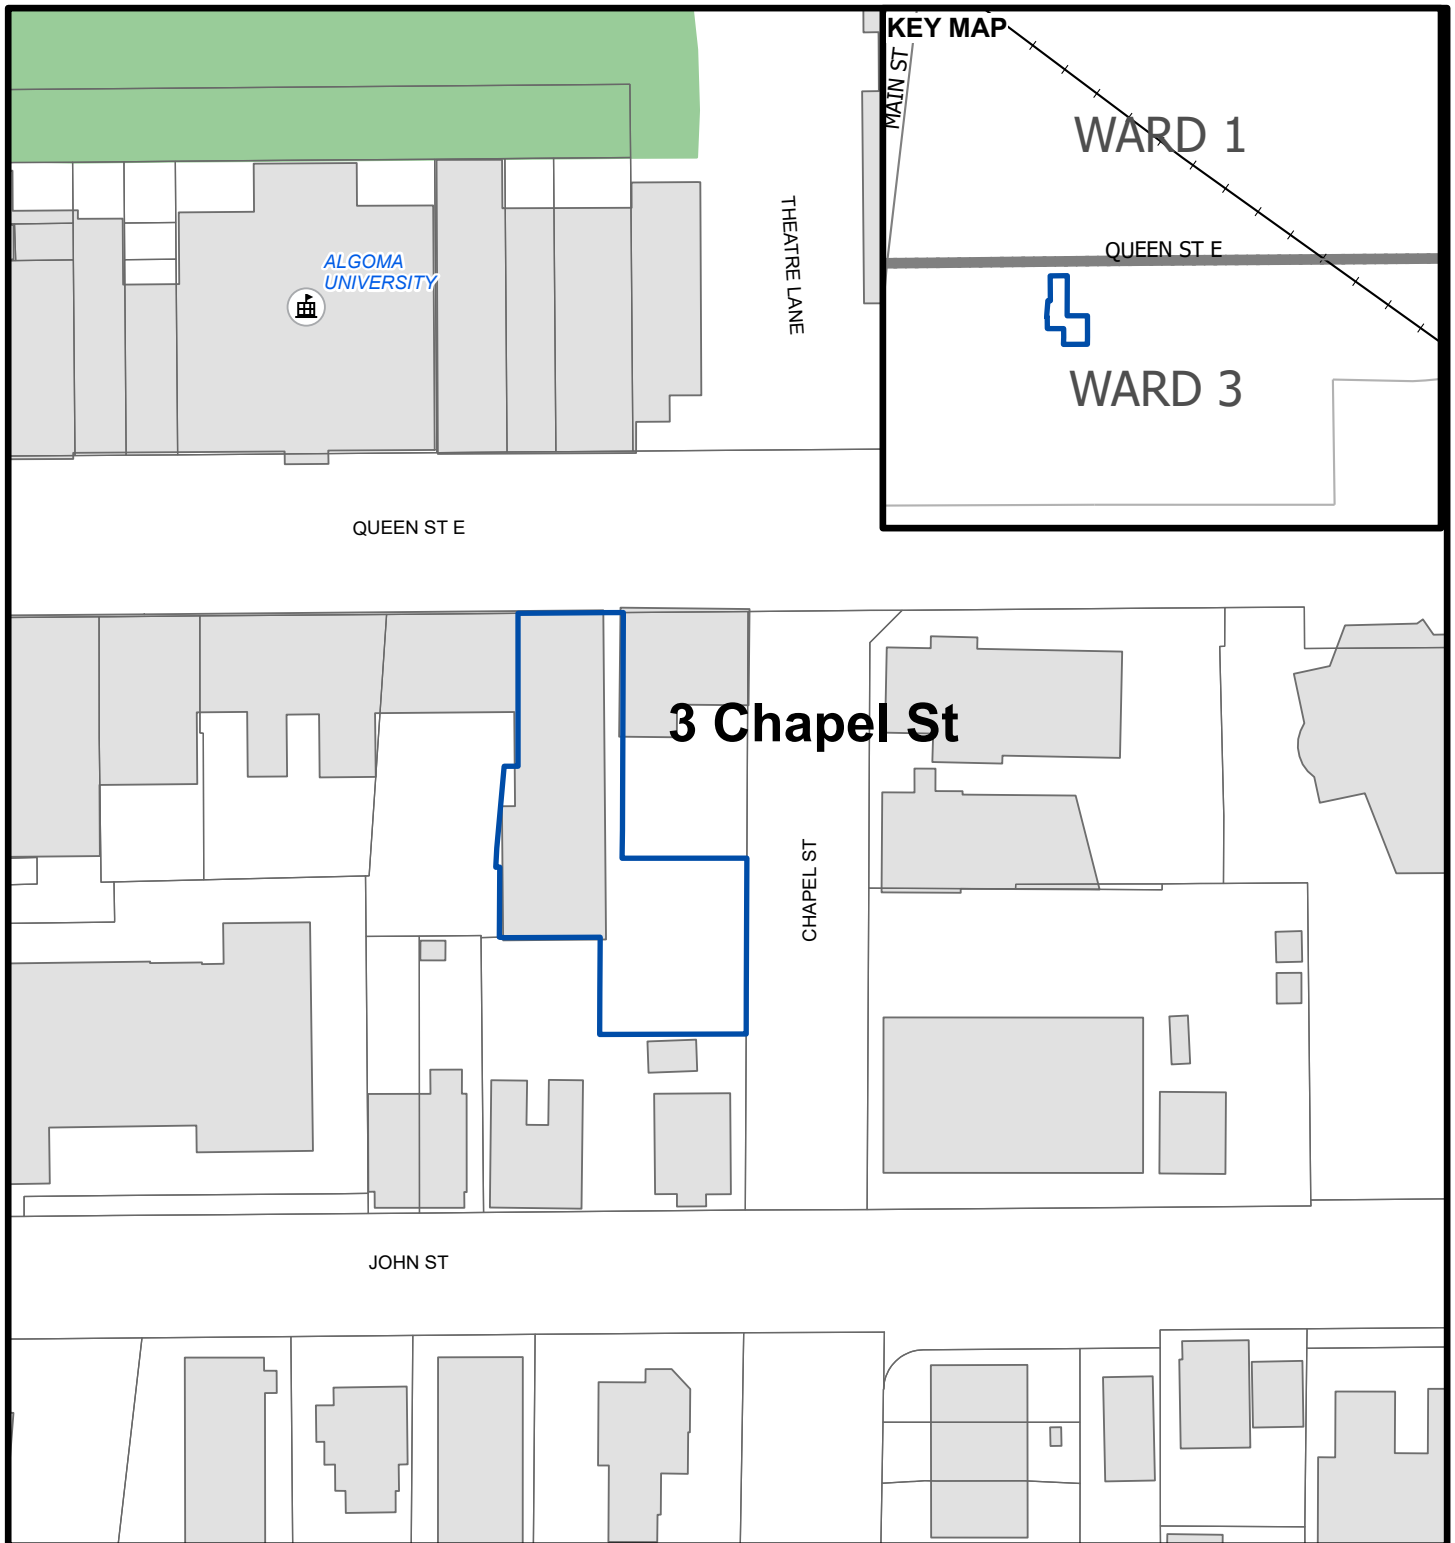 KEY MAP
MAIN ST
WARD 1
QUEEN ST E
WARD 3
THEATRE LANE
ALGOMA
UNIVERSITY
QUEEN ST E
3 Chapel St
CHAPEL ST
JOHN ST